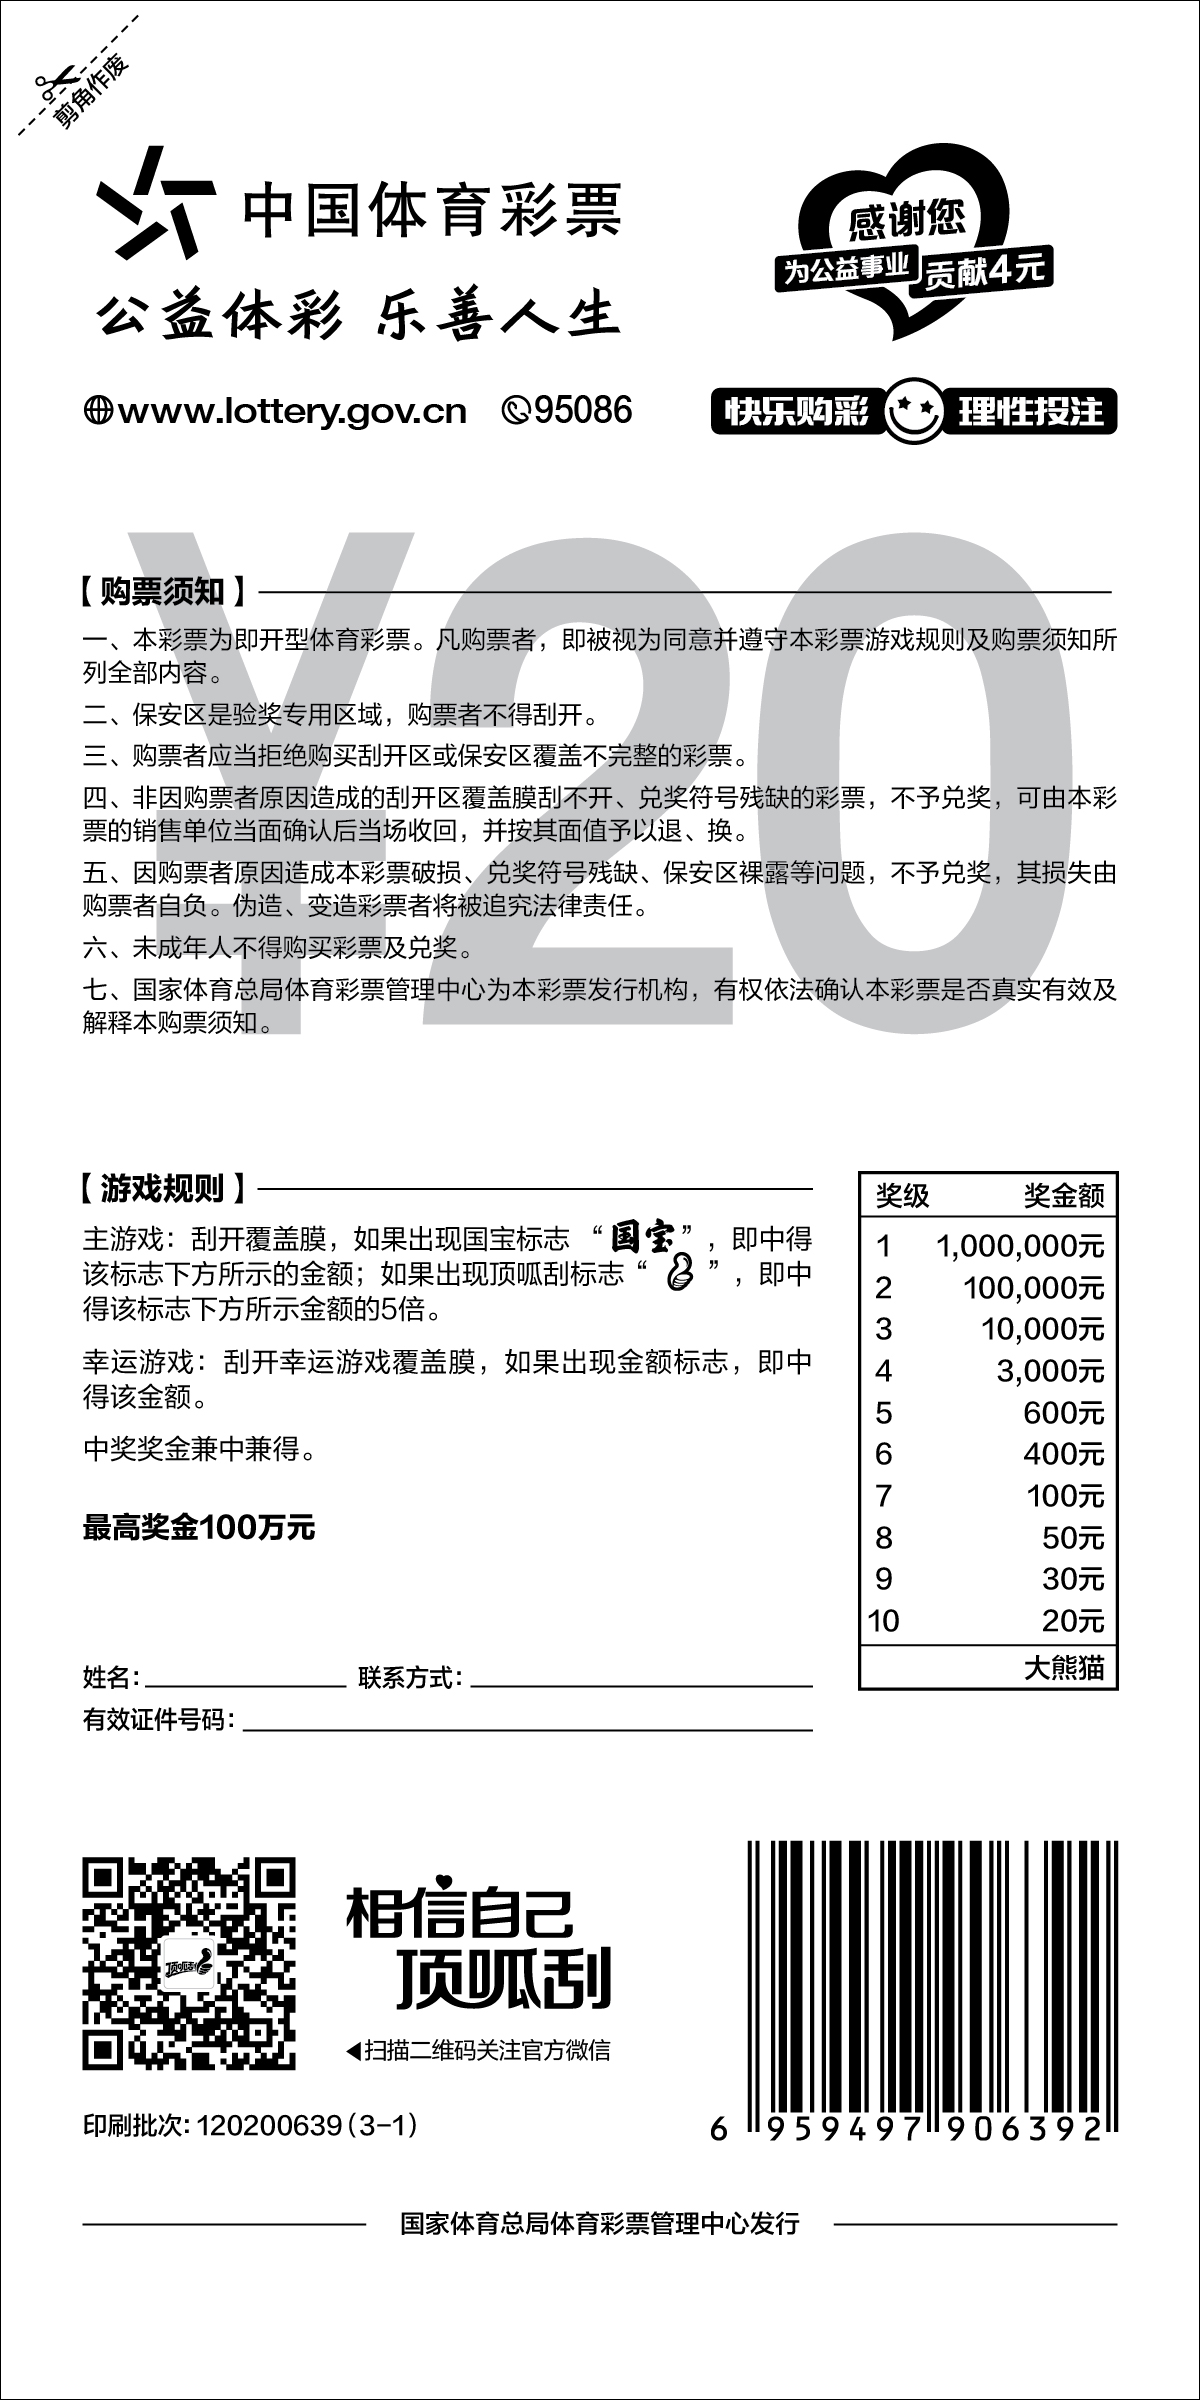 剪角作废
中国体育彩票
公益体彩 乐善人生
感谢您
为公益事业 贡献4元
www.lottery.gov.cn 95086
快乐购彩 理性投注
¥20
【购票须知】
一、本彩票为即开型体育彩票。凡购票者，即被视为同意并遵守本彩票游戏规则及购票须知所
列全部内容。
二、保安区是验奖专用区域，购票者不得刮开。
三、购票者应当拒绝购买刮开区或保安区覆盖不完整的彩票。
四、非因购票者原因造成的刮开区覆盖膜刮不开、兑奖符号残缺的彩票，不予兑奖，可由本彩
票的销售单位当面确认后当场收回，并按其面值予以退、换。
五、因购票者原因造成本彩票破损、兑奖符号残缺、保安区裸露等问题，不予兑奖，其损失由
购票者自负。伪造、变造彩票者将被追究法律责任。
六、未成年人不得购买彩票及兑奖。
七、国家体育总局体育彩票管理中心为本彩票发行机构，有权依法确认本彩票是否真实有效及
解释本购票须知。
【游戏规则】
主游戏：刮开覆盖膜，如果出现国宝标志“国宝”，即中得
该标志下方所示的金额；如果出现顶呱刮标志“ ”，即中
得该标志下方所示金额的5倍。
幸运游戏：刮开幸运游戏覆盖膜，如果出现金额标志，即中
得该金额。
中奖奖金兼中兼得。
最高奖金100万元
奖级 奖金额
1 1,000,000元
2 100,000元
3 10,000元
4 3,000元
5 600元
6 400元
7 100元
8 50元
9 30元
10 20元
大熊猫
姓名： 联系方式：
有效证件号码：
顶呱刮
相信自己
顶呱刮
扫描二维码关注官方微信
印刷批次：120200639（3-1）
6 959497 906392
国家体育总局体育彩票管理中心发行